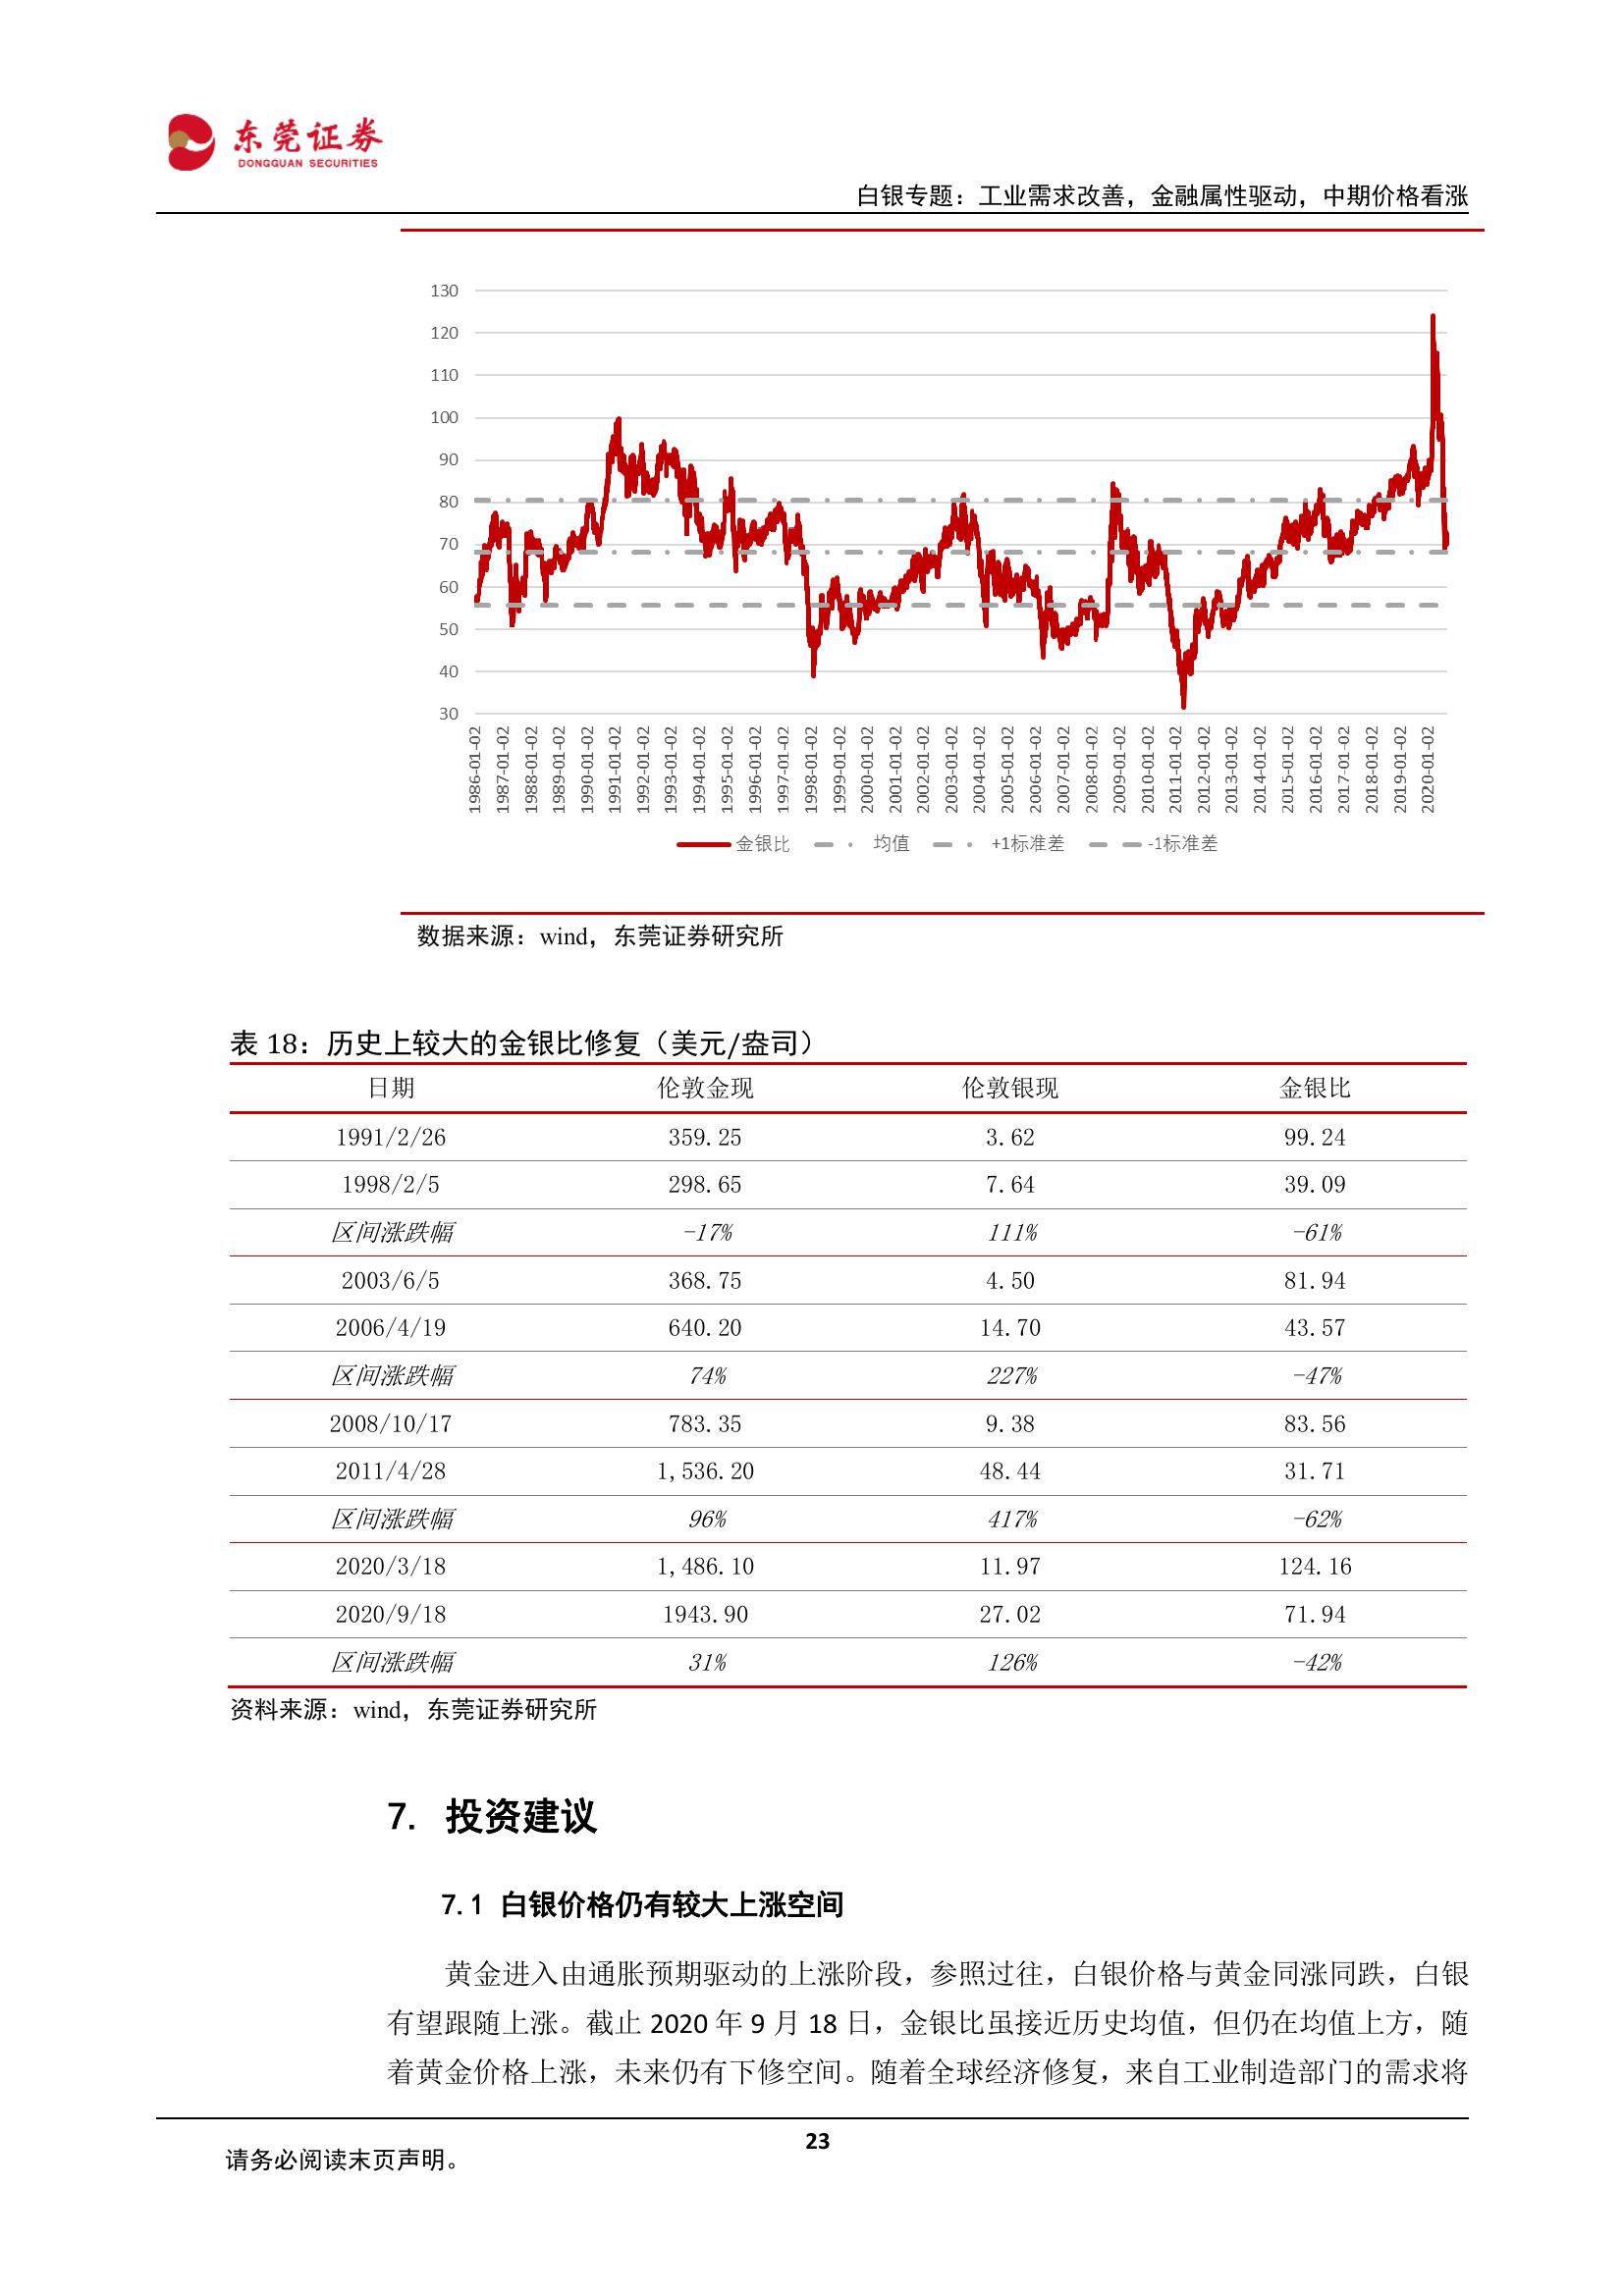 东莞证券
DONGGUAN SECURITIES
白银专题：工业需求改善，金融属性驱动，中期价格看涨
130
120
110
100
90
80
70
60
50
40
30
1986-01-02
1987-01-02
1988-01-02
1989-01-02
1990-01-02
1991-01-02
1992-01-02
1993-01-02
1994-01-02
1995-01-02
1996-01-02
1997-01-02
1998-01-02
1999-01-02
2000-01-02
2001-01-02
2002-01-02
2003-01-02
2004-01-02
2005-01-02
2006-01-02
2007-01-02
2008-01-02
2009-01-02
2010-01-02
2011-01-02
2012-01-02
2013-01-02
2014-01-02
2015-01-02
2016-01-02
2017-01-02
2018-01-02
2019-01-02
2020-01-02
金银比 均值 +1标准差 -1标准差
数据来源：wind，东莞证券研究所
表 18：历史上较大的金银比修复（美元/盎司）
日期 伦敦金现 伦敦银现 金银比
1991/2/26 359.25 3.62 99.24
1998/2/5 298.65 7.64 39.09
区间涨跌幅 -17% 111% -61%
2003/6/5 368.75 4.50 81.94
2006/4/19 640.20 14.70 43.57
区间涨跌幅 74% 227% -47%
2008/10/17 783.35 9.38 83.56
2011/4/28 1,536.20 48.44 31.71
区间涨跌幅 96% 417% -62%
2020/3/18 1,486.10 11.97 124.16
2020/9/18 1943.90 27.02 71.94
区间涨跌幅 31% 126% -42%
资料来源：wind，东莞证券研究所
7. 投资建议
7.1 白银价格仍有较大上涨空间
黄金进入由通胀预期驱动的上涨阶段，参照过往，白银价格与黄金同涨同跌，白银
有望跟随上涨。截止 2020 年 9 月 18 日，金银比虽接近历史均值，但仍在均值上方，随
着黄金价格上涨，未来仍有下修空间。随着全球经济修复，来自工业制造部门的需求将
23
请务必阅读末页声明。